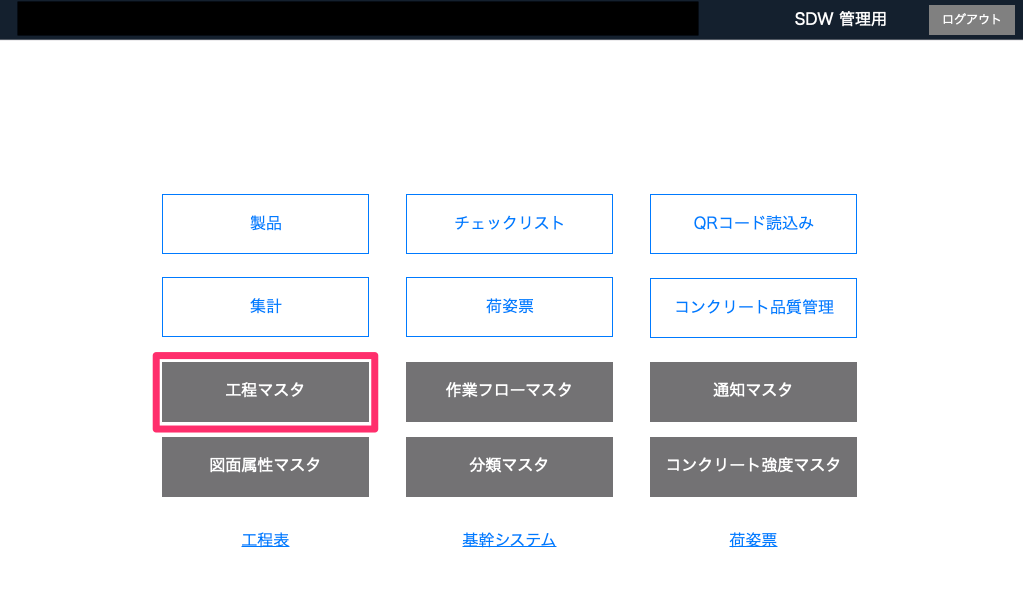 SDW 管理用
ログアウト
製品
チェックリスト
QRコード読込み
集計
荷姿票
コンクリート品質管理
工程マスタ
作業フローマスタ
通知マスタ
図面属性マスタ
分類マスタ
コンクリート強度マスタ
工程表
基幹システム
荷姿票